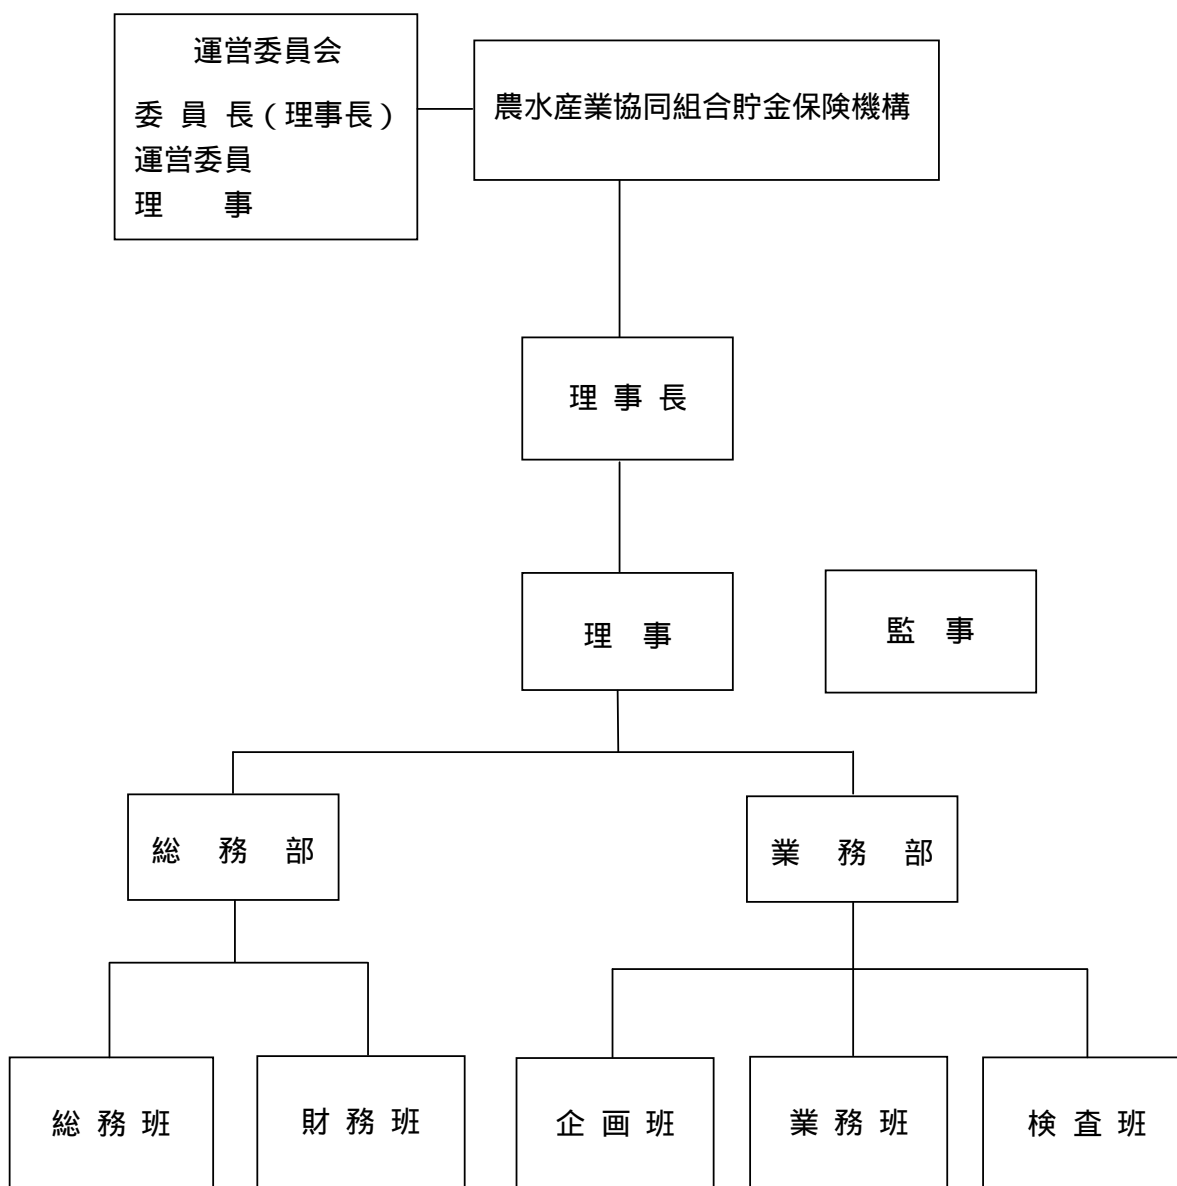 運営委員会
委 員 長（理事長）
運営委員
理　　事
農水産業協同組合貯金保険機構
理 事 長
理　事
監　事
総　務　部
業　務　部
総 務 班
財 務 班
企 画 班
業 務 班
検 査 班